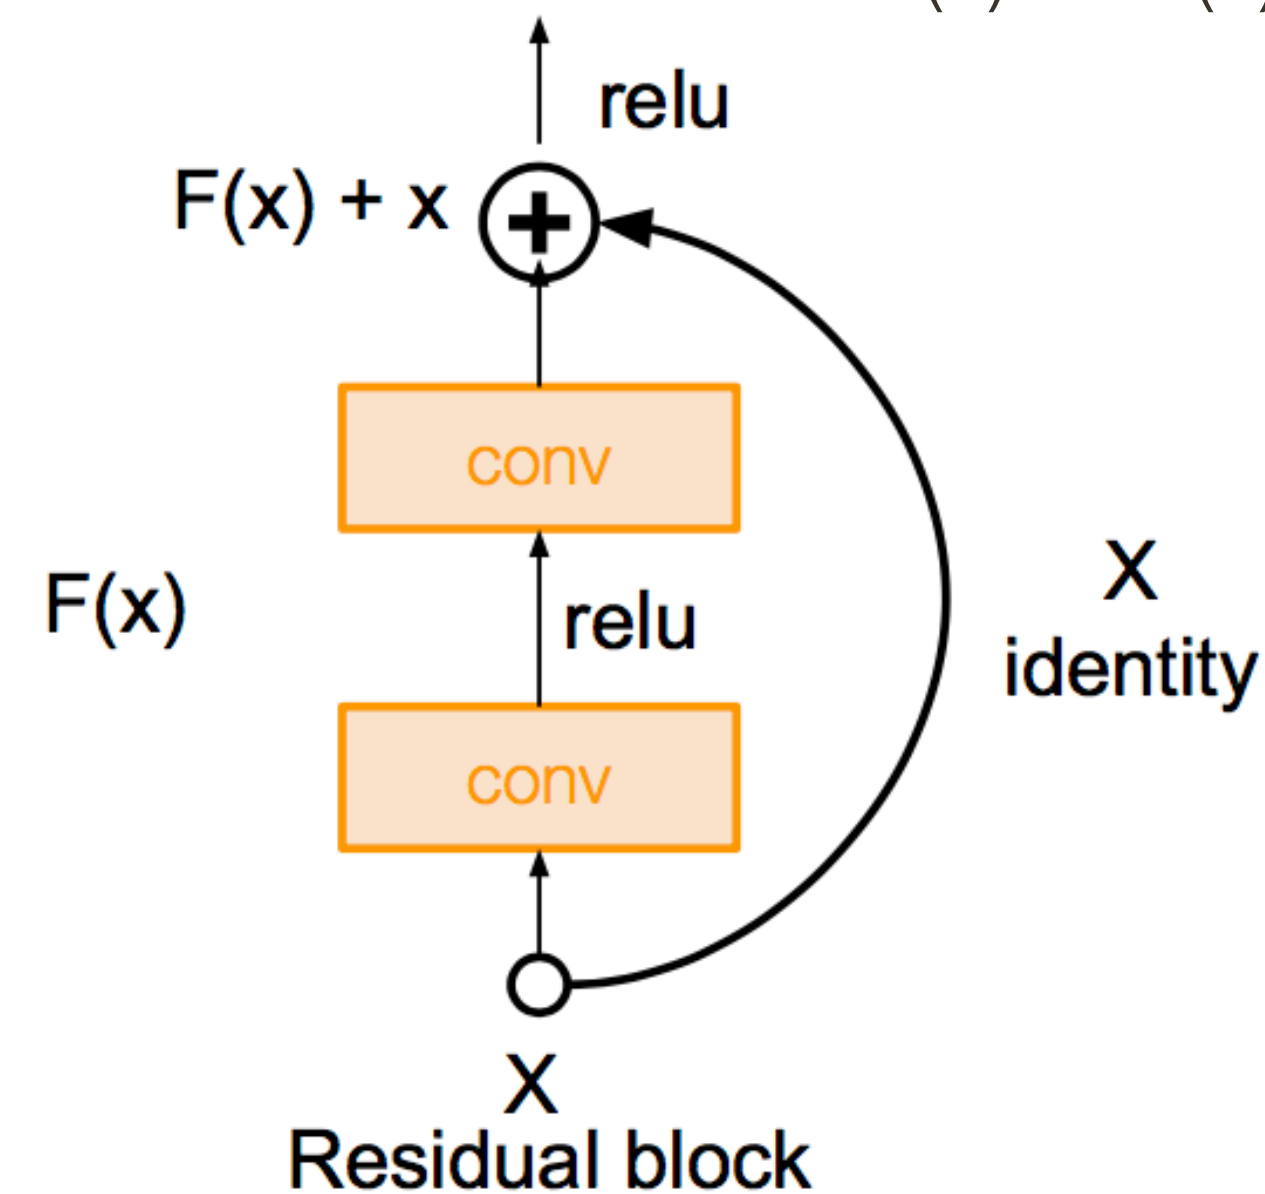 relu
F(x) + x
conv
F(x)
relu
X
identity
conv
X
Residual block